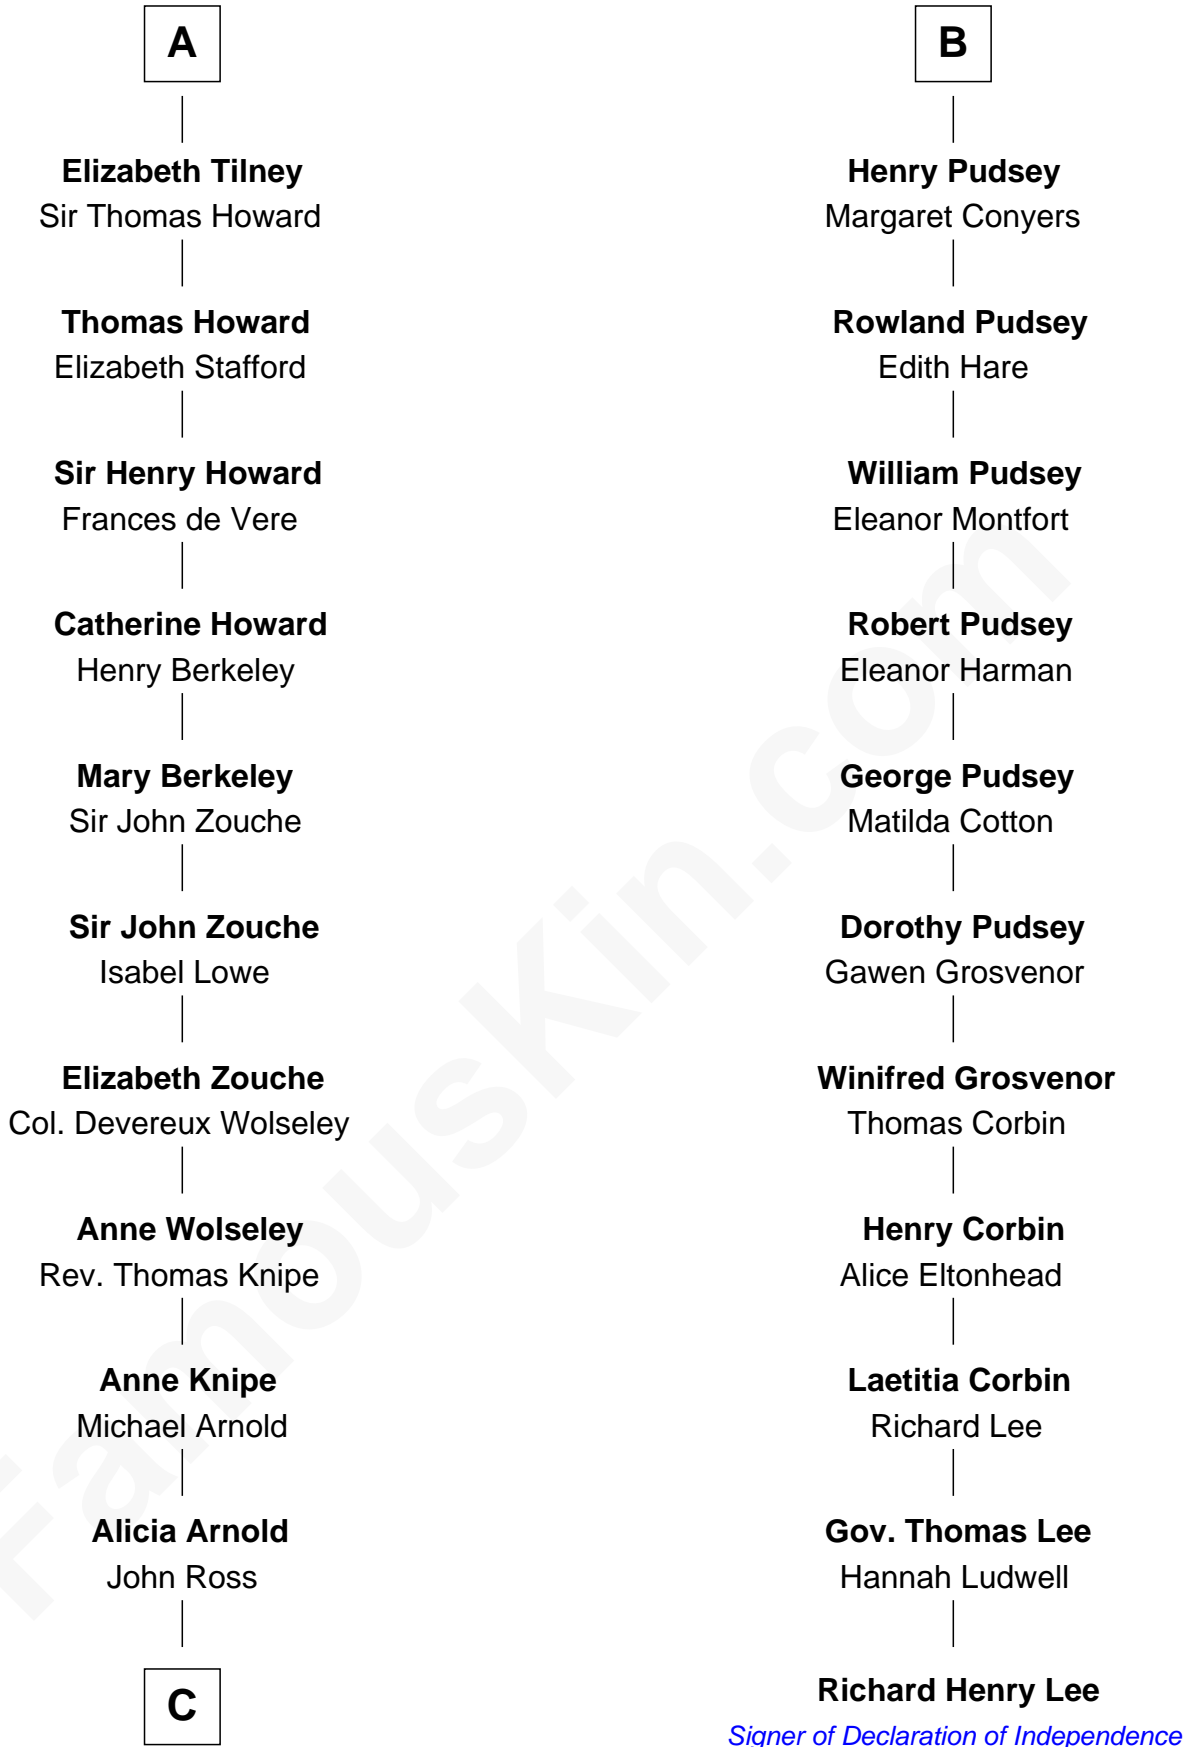 A
Elizabeth Tilney
Sir Thomas Howard
Thomas Howard
Elizabeth Stafford
Sir Henry Howard
Frances de Vere
Catherine Howard
Henry Berkeley
Mary Berkeley
Sir John Zouche
Sir John Zouche
Isabel Lowe
Elizabeth Zouche
Col. Devereux Wolseley
Anne Wolseley
Rev. Thomas Knipe
Anne Knipe
Michael Arnold
Alicia Arnold
John Ross
C
B
Henry Pudsey
Margaret Conyers
Rowland Pudsey
Edith Hare
William Pudsey
Eleanor Montfort
Robert Pudsey
Eleanor Harman
George Pudsey
Matilda Cotton
Dorothy Pudsey
Gawen Grosvenor
Winifred Grosvenor
Thomas Corbin
Henry Corbin
Alice Eltonhead
Laetitia Corbin
Richard Lee
Gov. Thomas Lee
Hannah Ludwell
Richard Henry Lee
Signer of Declaration of Independence
FamousKin.com